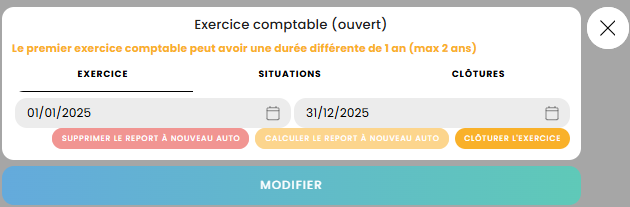 Exercice comptable (ouvert)
Le premier exercice comptable peut avoir une durée différente de 1 an (max 2 ans)
EXERCICE SITUATIONS CLÔTURES
01/01/2025 31/12/2025
SUPPRIMER LE REPORT À NOUVEAU AUTO CALCULER LE REPORT À NOUVEAU AUTO CLÔTURER L'EXERCICE
MODIFIER